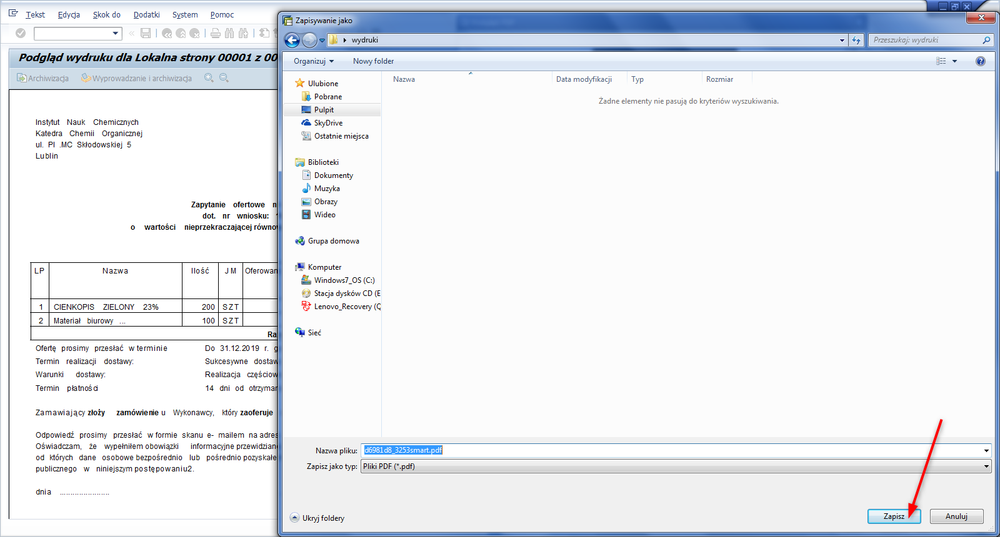 Tekst Edycja Skok do Dodatki System Pomoc
Podgląd wydruku dla Lokalna strony 00001 z 00
Archiwizacja Wyprowadzanie i archiwizacja
Instytut Nauk Chemicznych
Katedra Chemii Organicznej
ul. Pl .MC Skłodowskiej 5
Lublin
Zapytanie ofertowe n
dot. nr wniosku:
o wartości nieprzekraczającej równow
LP Nazwa Ilość JM Oferowan
1 CIENKOPIS ZIELONY 23% 200 SZT
2 Materiał biurowy ... 100 SZT
Ra
Ofertę prosimy przesłać w terminie Do 31.12.2019 r. g
Termin realizacji dostawy: Sukcesywne dostaw
Warunki dostawy: Realizacja częściow
Termin płatności 14 dni od otrzyman
Zamawiający złoży zamówienie u Wykonawcy, który zaoferuje
Odpowiedź prosimy przesłać w formie skanu e- mailem na adres
Oświadczam, że wypełniłem obowiązki informacyjne przewidziane
od których dane osobowe bezpośrednio lub pośrednio pozyskałe
publicznego w niniejszym postępowaniu2.
dnia .......................
Zapisywanie jako
wydruki
Przeszukaj: wydruki
Organizuj New folder
Nazwa Data modyfikacji Typ Rozmiar
Żadne elementy nie pasują do kryteriów wyszukiwania.
Ulubione
Pobrane
Pulpit
SkyDrive
Ostatnie miejsca
Biblioteki
Dokumenty
Muzyka
Obrazy
Wideo
Grupa domowa
Komputer
Windows7_OS (C:)
Stacja dysków CD (E
Lenovo_Recovery (Q
Sieć
Nazwa pliku: d6981d8_3253smart.pdf
Zapisz jako typ: Pliki PDF (*.pdf)
Ukryj foldery
Zapisz Anuluj